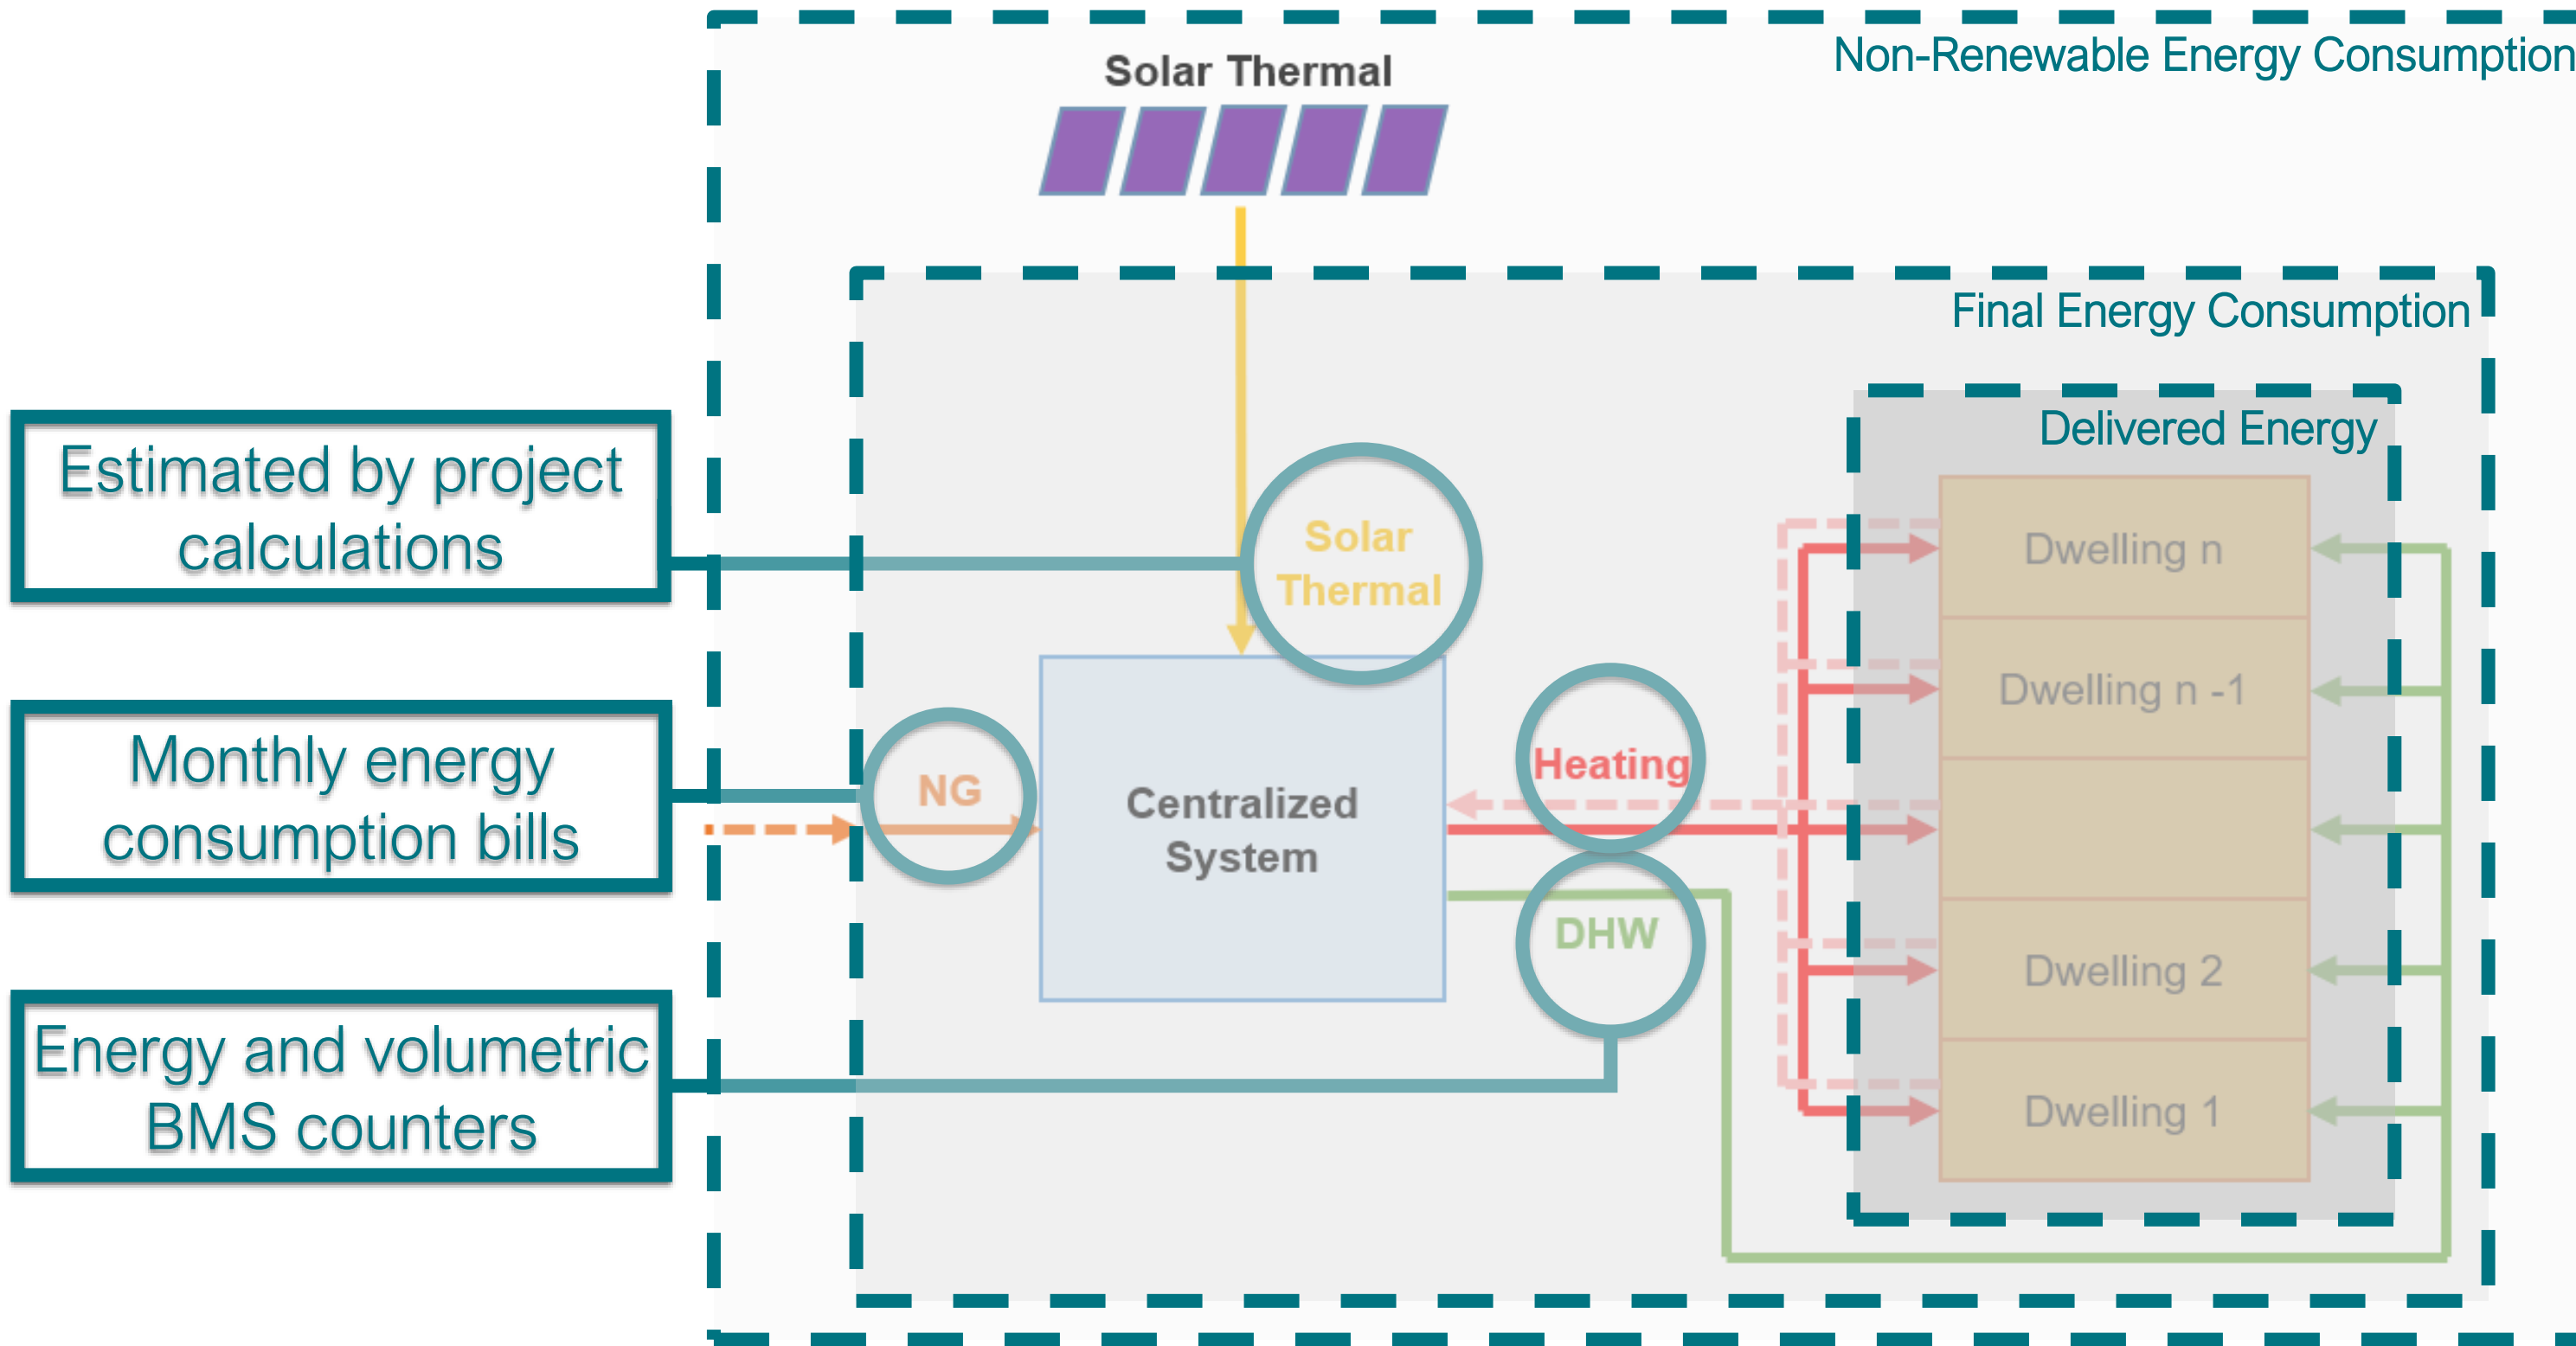 Non-Renewable Energy Consumption
Solar Thermal
Final Energy Consumption
Delivered Energy
Estimated by project
calculations
Solar
Thermal
Dwelling n
Dwelling n -1
Monthly energy
consumption bills
NG
Centralized
System
Heating
DHW
Dwelling 2
Energy and volumetric
BMS counters
Dwelling 1